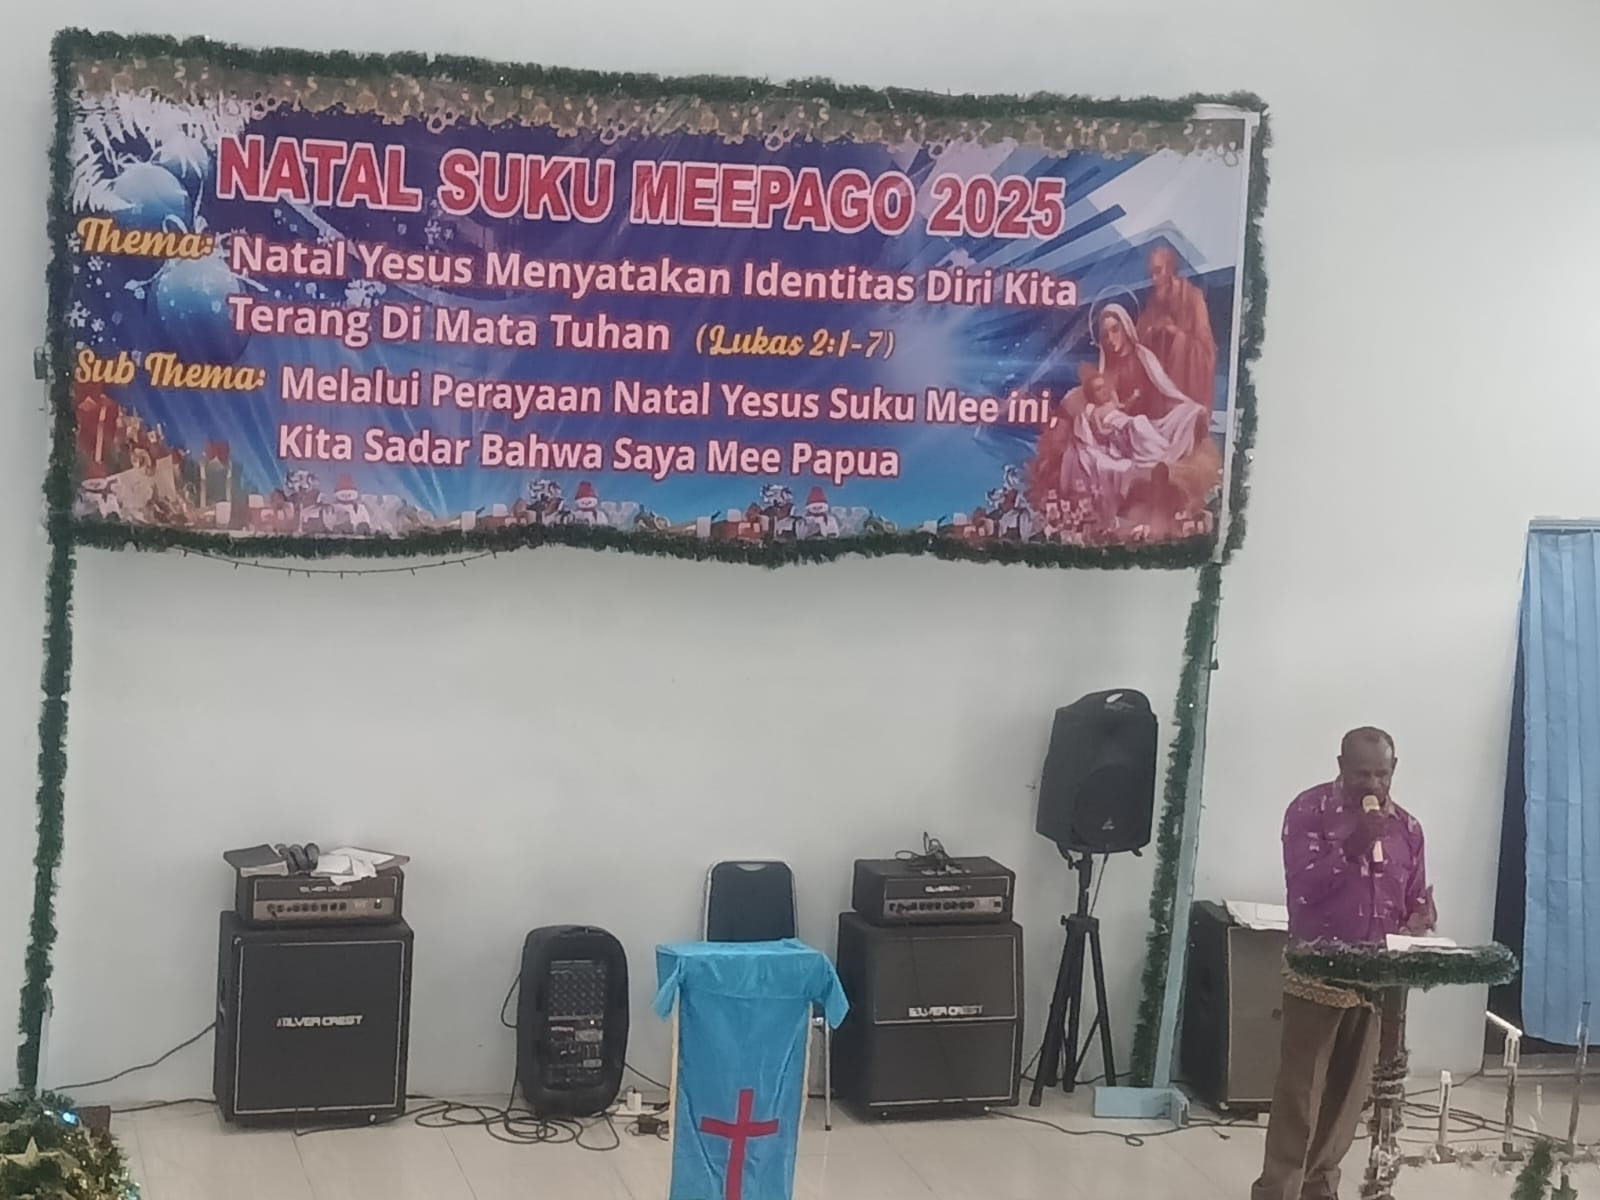 NATAL SUKU MEEPAGO 2025
Thema: Natal Yesus Menyatakan Identitas Diri Kita
Terang Di Mata Tuhan (Lukas 2:1-7)
Sub Thema: Melalui Perayaan Natal Yesus Suku Mee ini,
Kita Sadar Bahwa Saya Mee Papua
SILVER CREST
SILVER CREST
SILVER CREST
SILVER CREST